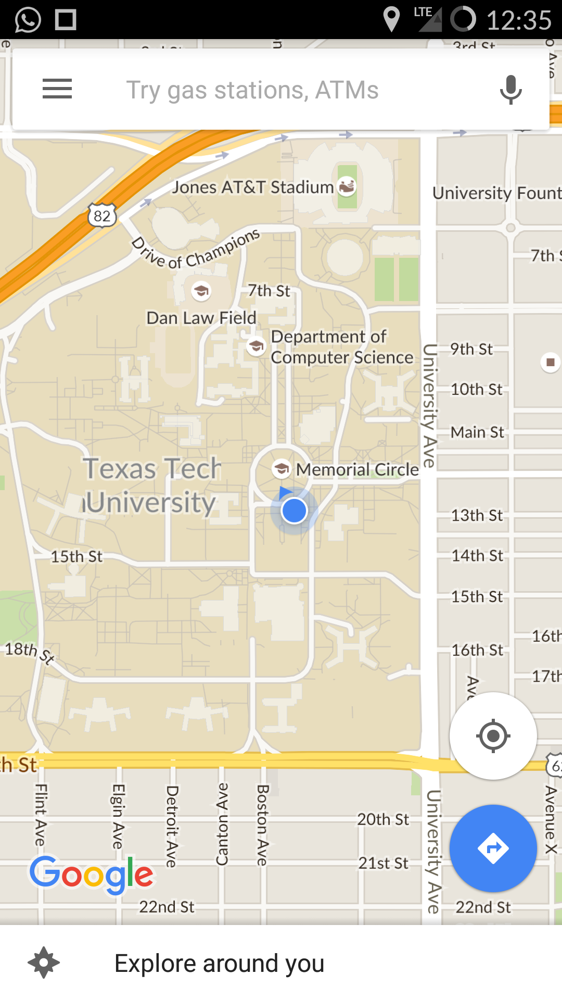 LTE
12:35
3rd St
Try gas stations, ATMs
Jones AT&T Stadium
University Fount
82
Drive of Champions
7th S
7th St
Dan Law Field
Department of
Computer Science
9th St
University Ave
10th St
Main St
Texas Tech
University
Memorial Circle
13th St
15th St
14th St
15th St
16th
18th St
16th St
17th
Ave
th St
62
Flint Ave
Elgin Ave
Detroit Ave
Canton Ave
Boston Ave
University Ave
Avenue X
20th St
21st St
Google
22nd St
22nd St
Explore around you